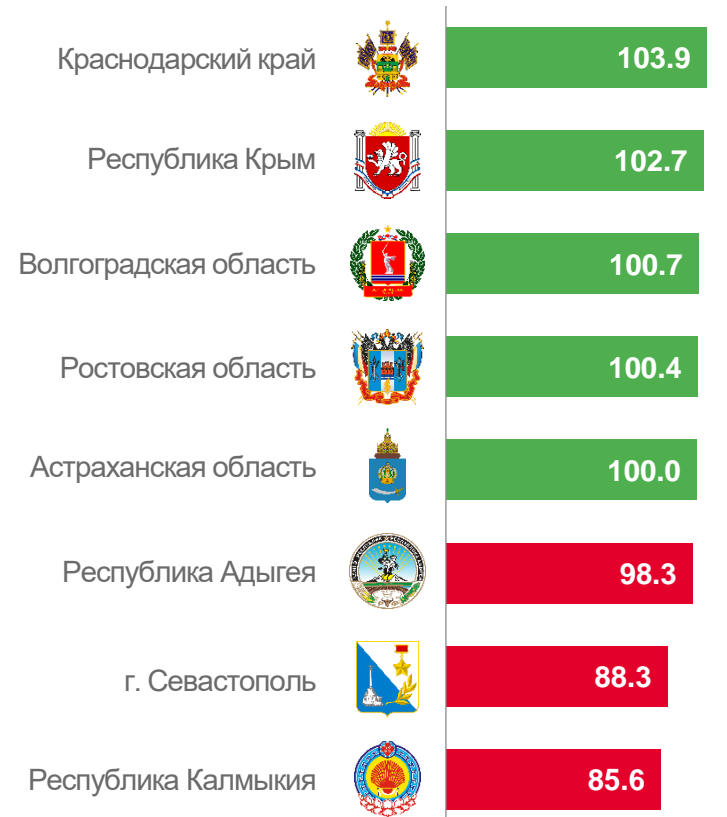 Краснодарский край 103.9
Республика Крым 102.7
Волгоградская область 100.7
Ростовская область 100.4
Астраханская область 100.0
Республика Адыгея 98.3
г. Севастополь 88.3
Республика Калмыкия 85.6